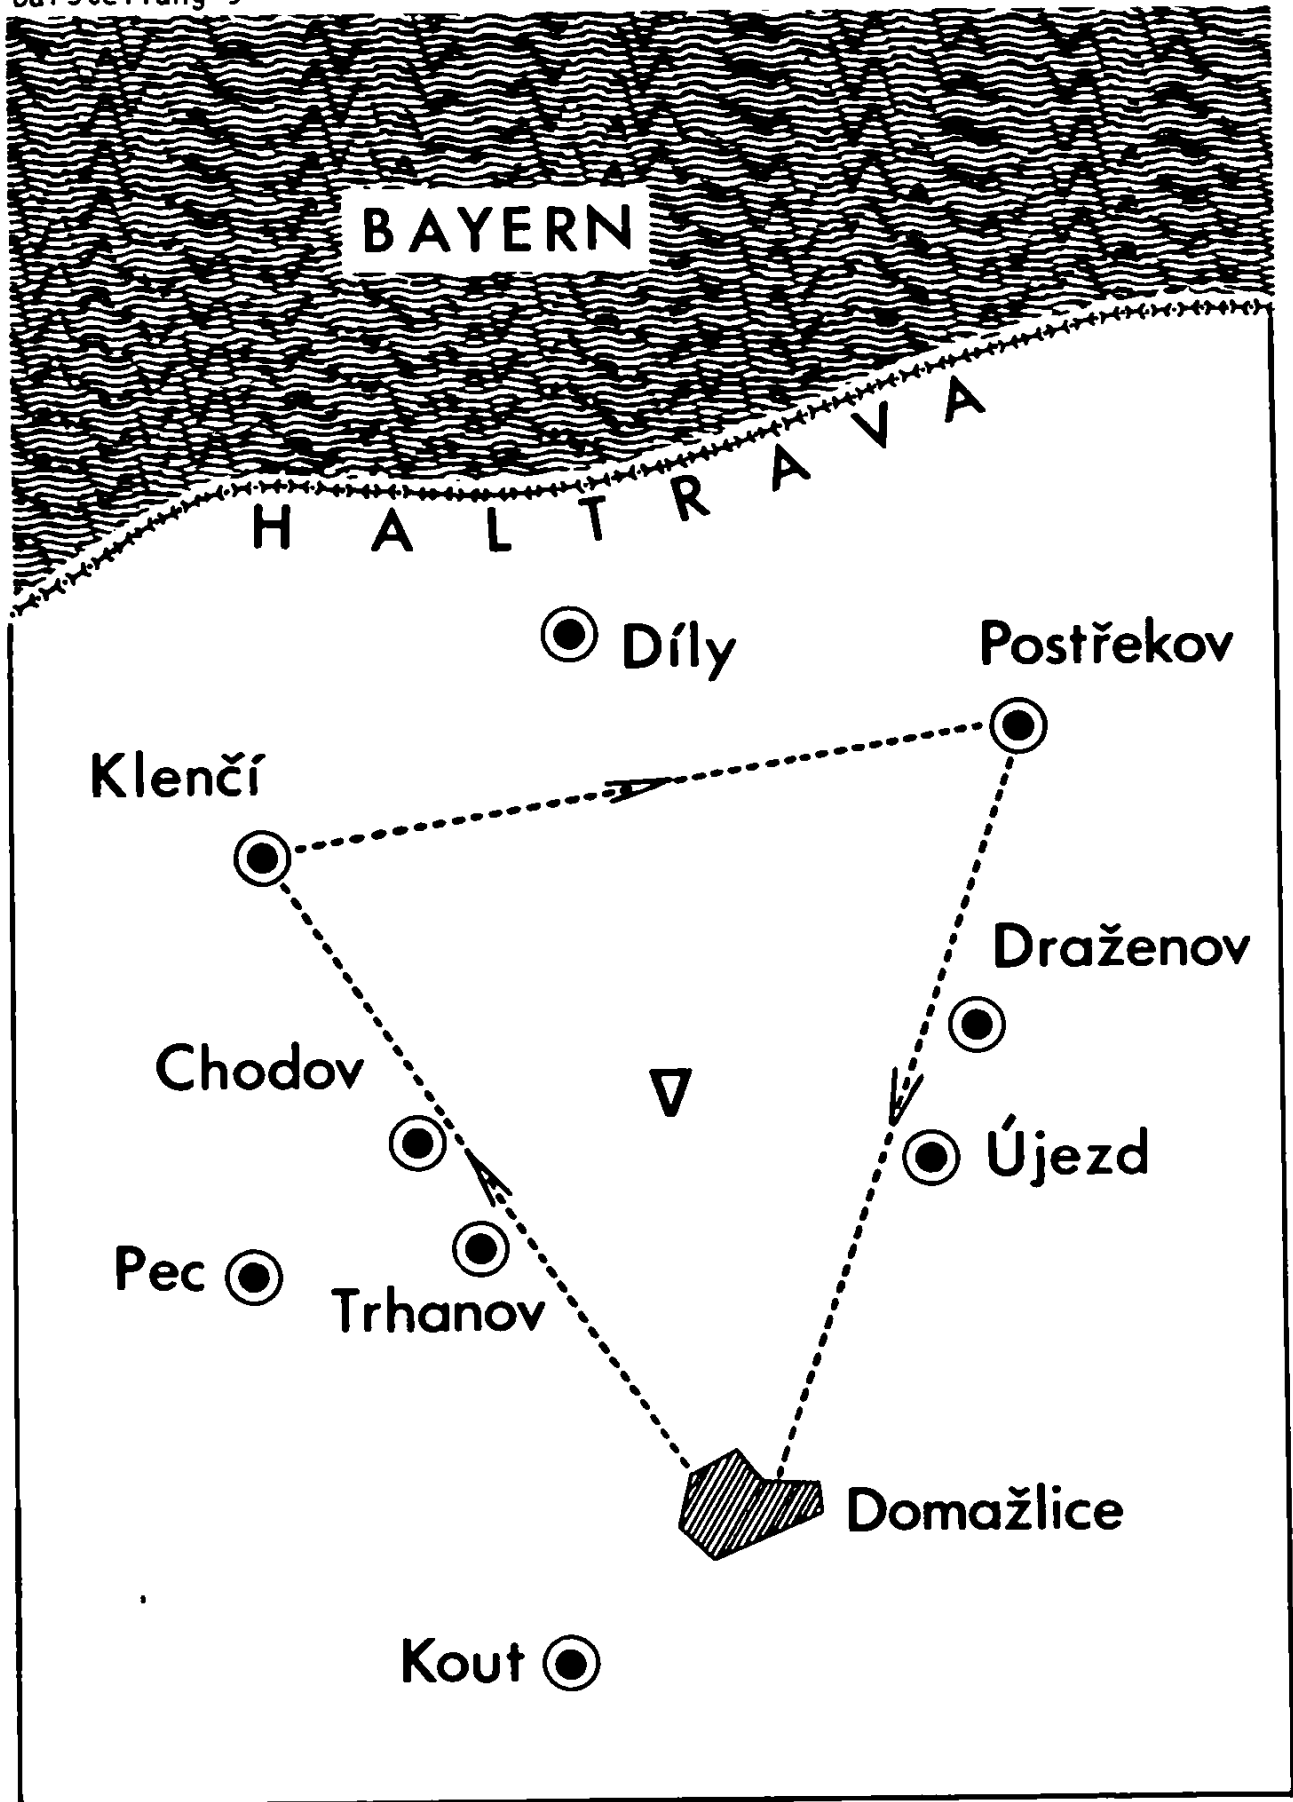 BAYERN
HALTRAVA
Díly
Postřekov
Klenčí
Draženov
Chodov
∇
Újezd
Pec
Trhanov
Domažlice
Kout